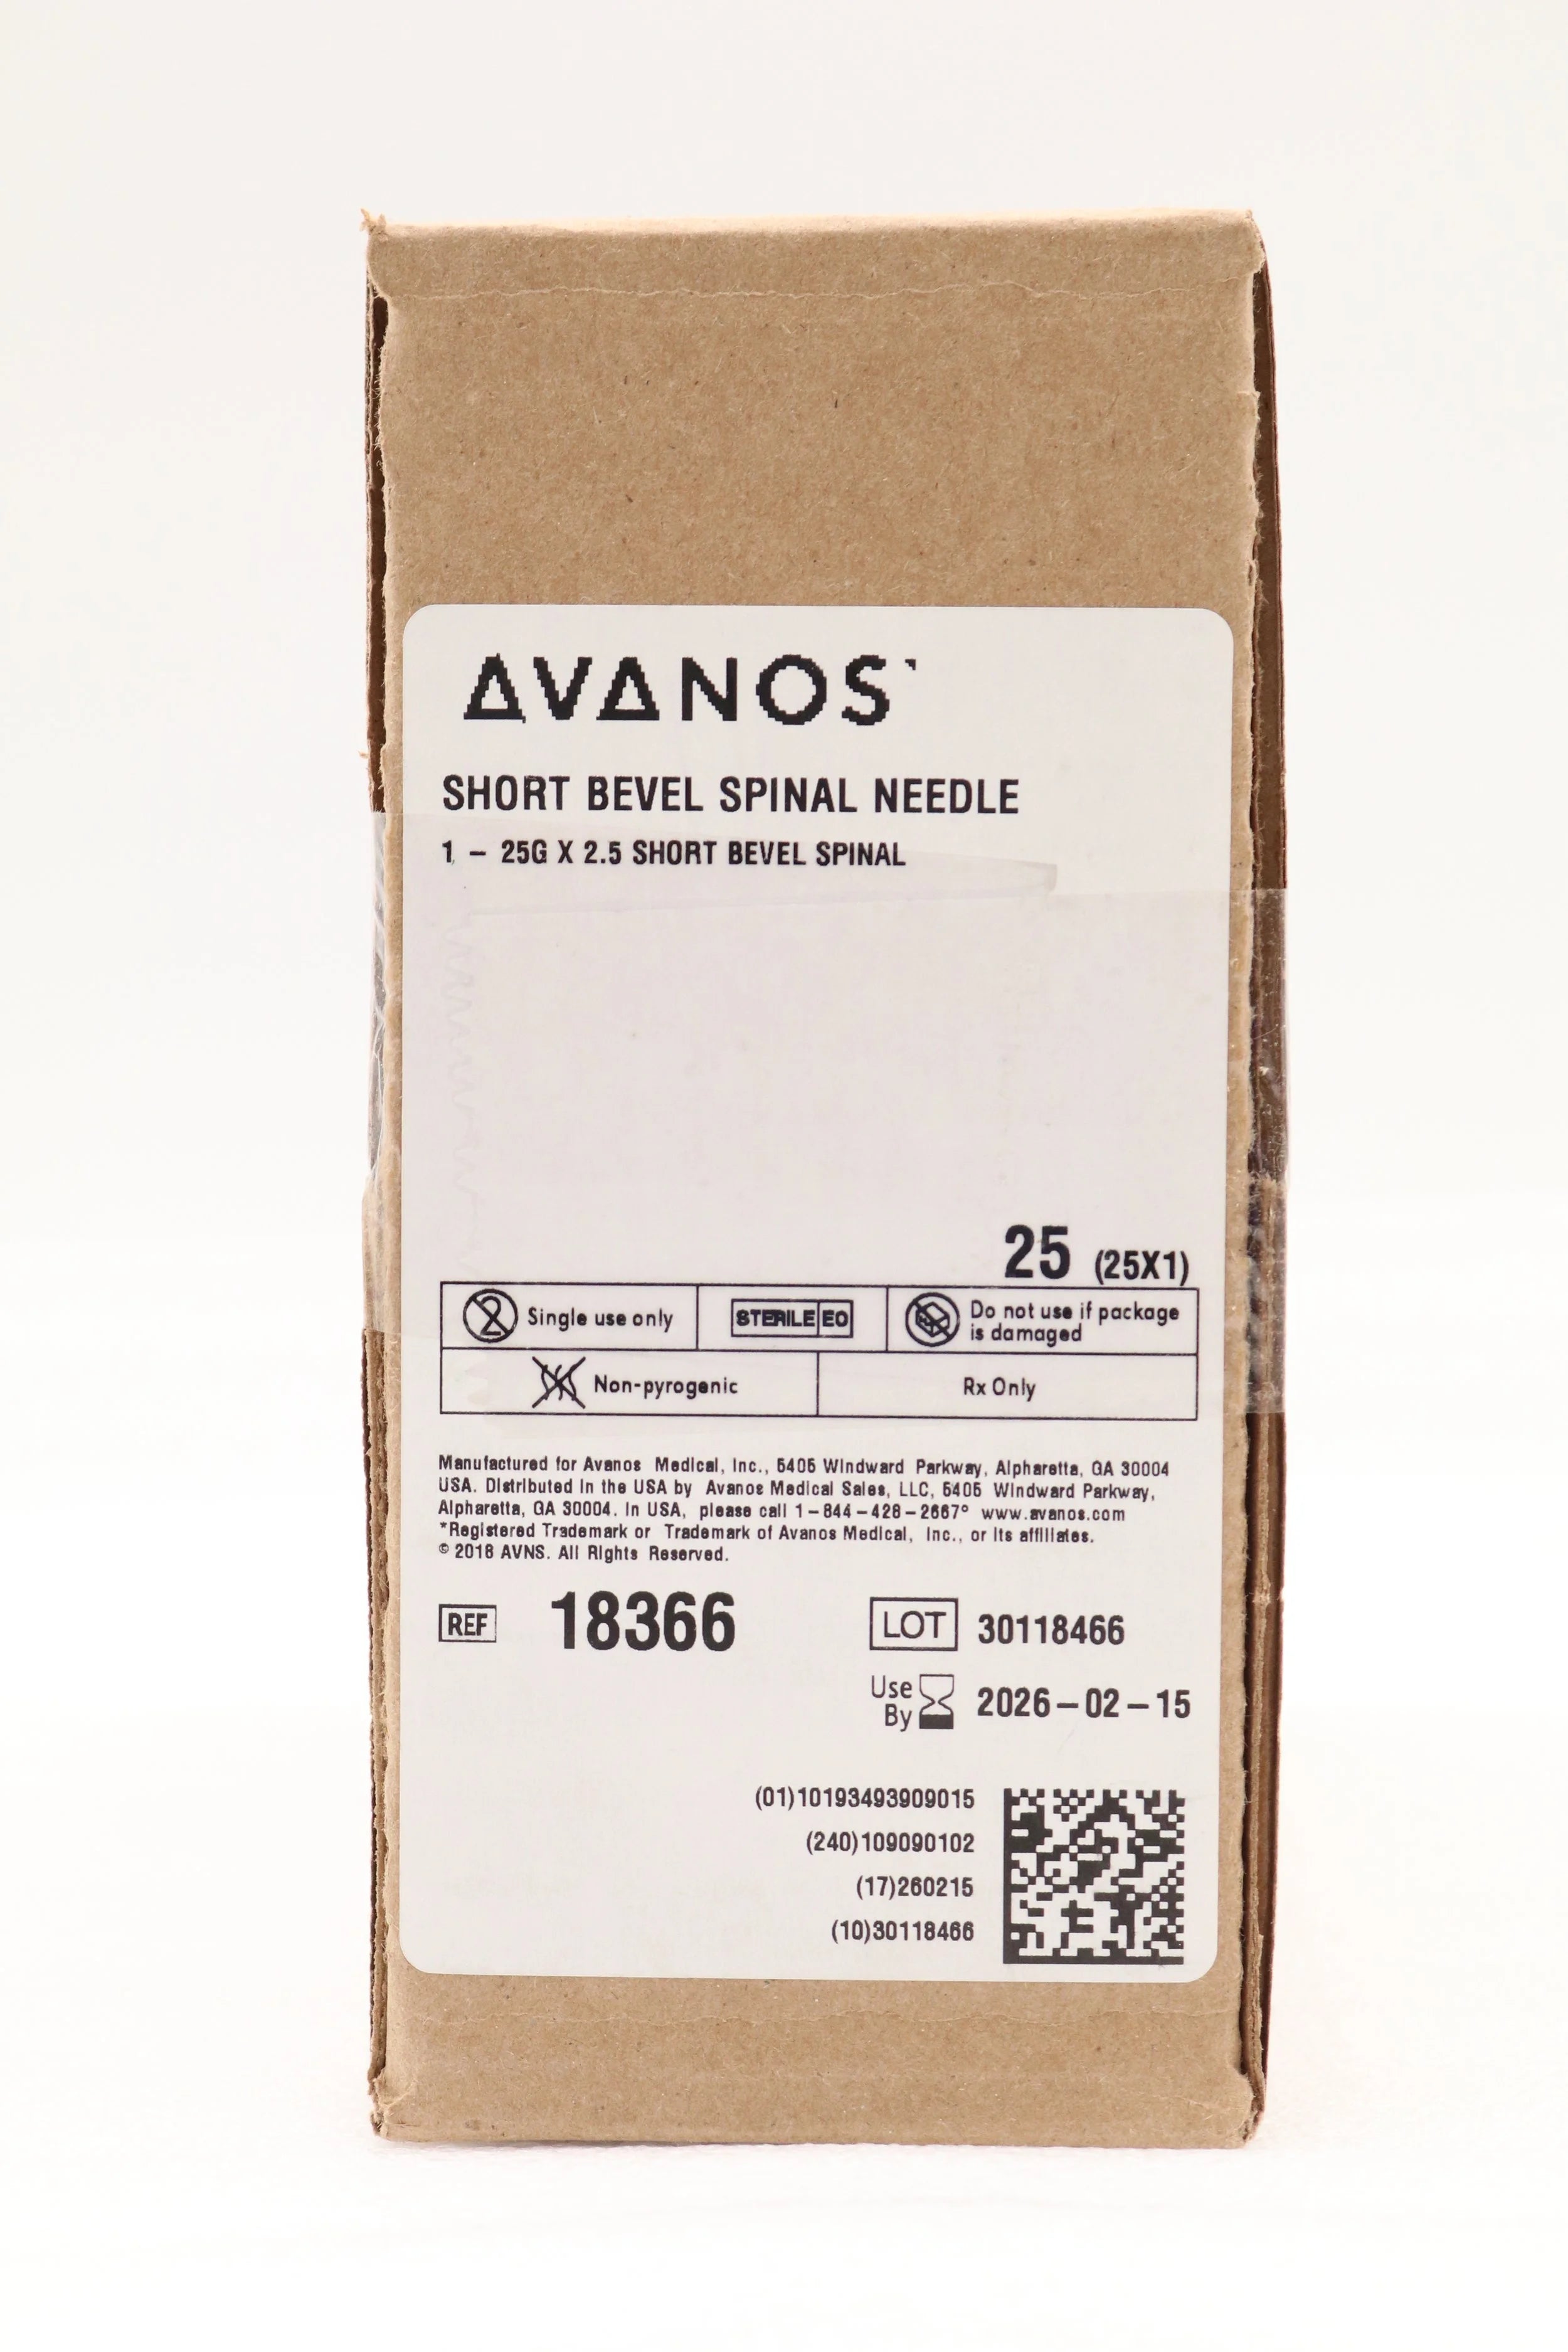 AVANOS*
SHORT BEVEL SPINAL NEEDLE
1 – 25G X 2.5 SHORT BEVEL SPINAL
25 (25X1)
2 Single use only STERILE EO Do not use if package
is damaged
Non-pyrogenic Rx Only
Manufactured for Avanos Medical, Inc., 5405 Windward Parkway, Alpharetta, GA 30004
USA. Distributed in the USA by Avanos Medical Sales, LLC, 5405 Windward Parkway,
Alpharetta, GA 30004. In USA, please call 1–844–428–2667° www.avanos.com
*Registered Trademark or Trademark of Avanos Medical, Inc., or its affiliates.
© 2018 AVNS. All Rights Reserved.
REF 18366 LOT 30118466
Use
By 2026–02–15
(01)10193493909015
(240)109090102
(17)260215
(10)30118466